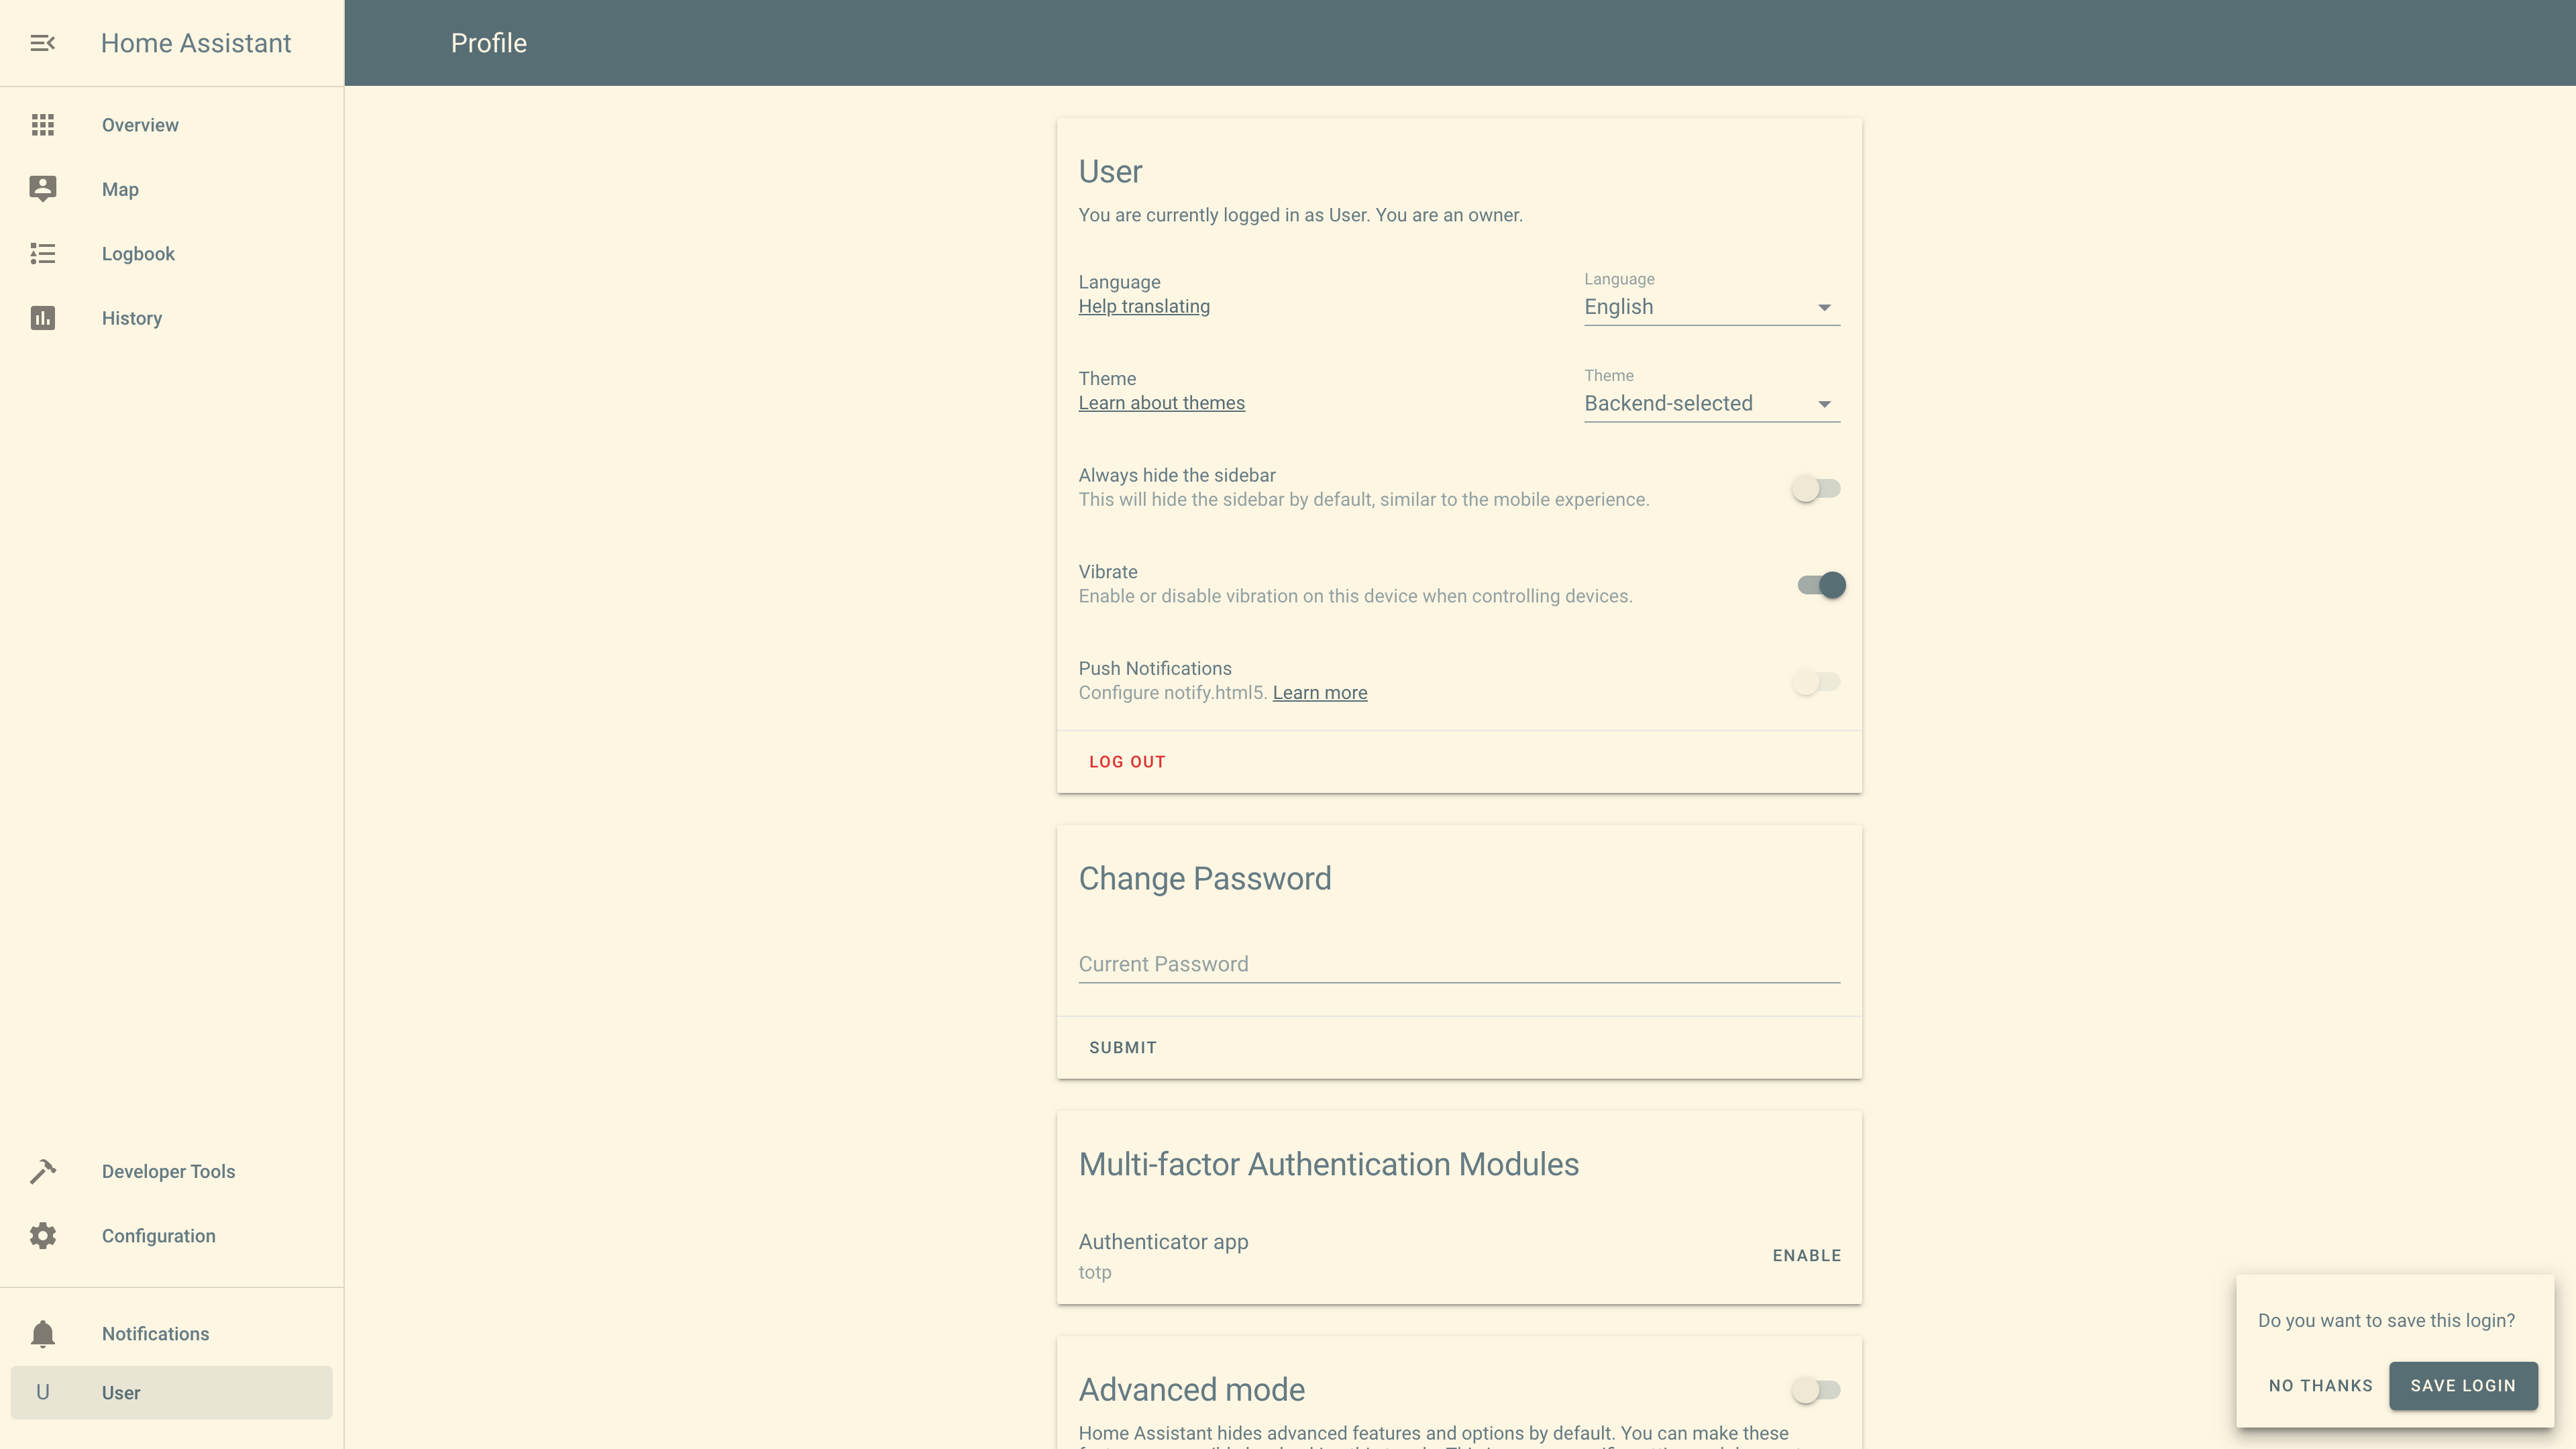 Home Assistant
Profile
Overview
Map
Logbook
History
Developer Tools
Configuration
Notifications
U User
User
You are currently logged in as User. You are an owner.
Language
Help translating
Language
English
Theme
Learn about themes
Theme
Backend-selected
Always hide the sidebar
This will hide the sidebar by default, similar to the mobile experience.
Vibrate
Enable or disable vibration on this device when controlling devices.
Push Notifications
Configure notify.html5. Learn more
LOG OUT
Change Password
Current Password
SUBMIT
Multi-factor Authentication Modules
Authenticator app
totp
ENABLE
Advanced mode
Home Assistant hides advanced features and options by default. You can make these
Do you want to save this login?
NO THANKS SAVE LOGIN